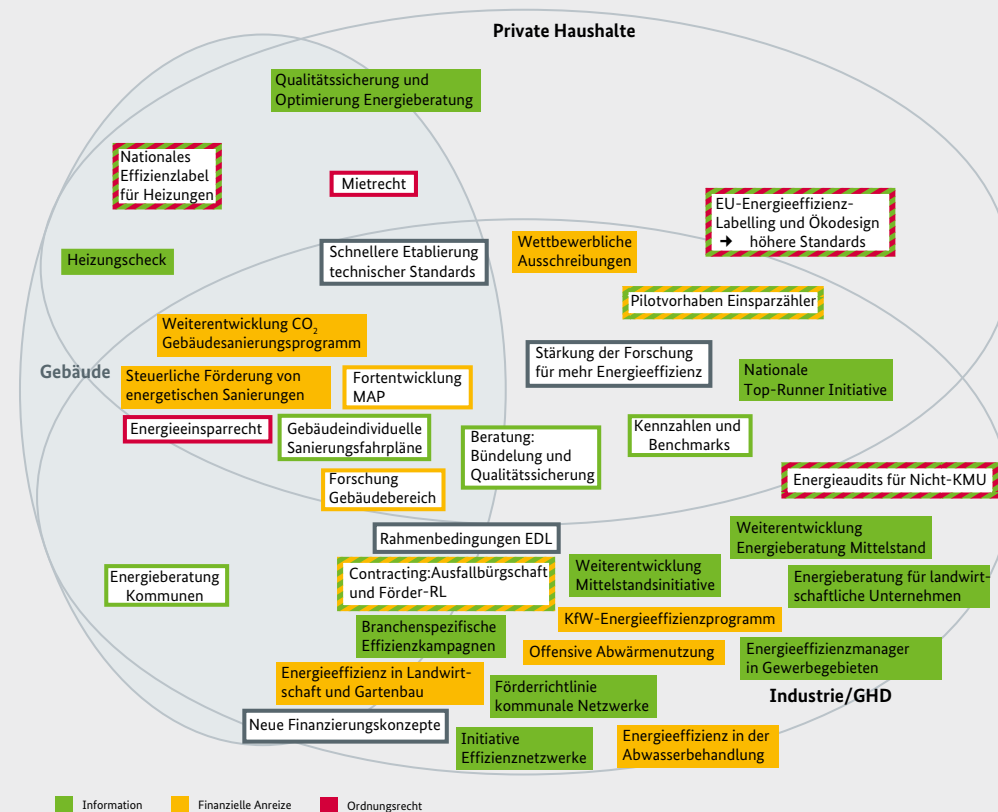 Private Haushalte
Qualitätssicherung und
Optimierung Energieberatung
Nationales
Effizienzlabel
für Heizungen
Mietrecht
EU-Energieeffizienz-
Labelling und Ökodesign
➔ höhere Standards
Schnellere Etablierung
technischer Standards
Wettbewerbliche
Ausschreibungen
Heizungscheck
Pilotvorhaben Einsparzähler
Weiterentwicklung CO₂
Gebäudesanierungsprogramm
Stärkung der Forschung
für mehr Energieeffizienz
Nationale
Top-Runner Initiative
Gebäude
Steuerliche Förderung von
energetischen Sanierungen
Fortentwicklung
MAP
Energieeinsparrecht
Gebäudeindividuelle
Sanierungsfahrpläne
Beratung:
Bündelung und
Qualitätssicherung
Kennzahlen und
Benchmarks
Forschung
Gebäudebereich
Energieaudits für Nicht-KMU
Rahmenbedingungen EDL
Weiterentwicklung
Energieberatung Mittelstand
Energieberatung
Kommunen
Contracting:Ausfallbürgschaft
und Förder-RL
Weiterentwicklung
Mittelstandsinitiative
Energieberatung für landwirt-
schaftliche Unternehmen
Branchenspezifische
Effizienzkampagnen
KfW-Energieeffizienzprogramm
Offensive Abwärmenutzung
Energieeffizienzmanager
in Gewerbegebieten
Energieeffizienz in Landwirt-
schaft und Gartenbau
Förderrichtlinie
kommunale Netzwerke
Industrie/GHD
Neue Finanzierungskonzepte
Initiative
Effizienznetzwerke
Energieeffizienz in der
Abwasserbehandlung
Information
Finanzielle Anreize
Ordnungsrecht